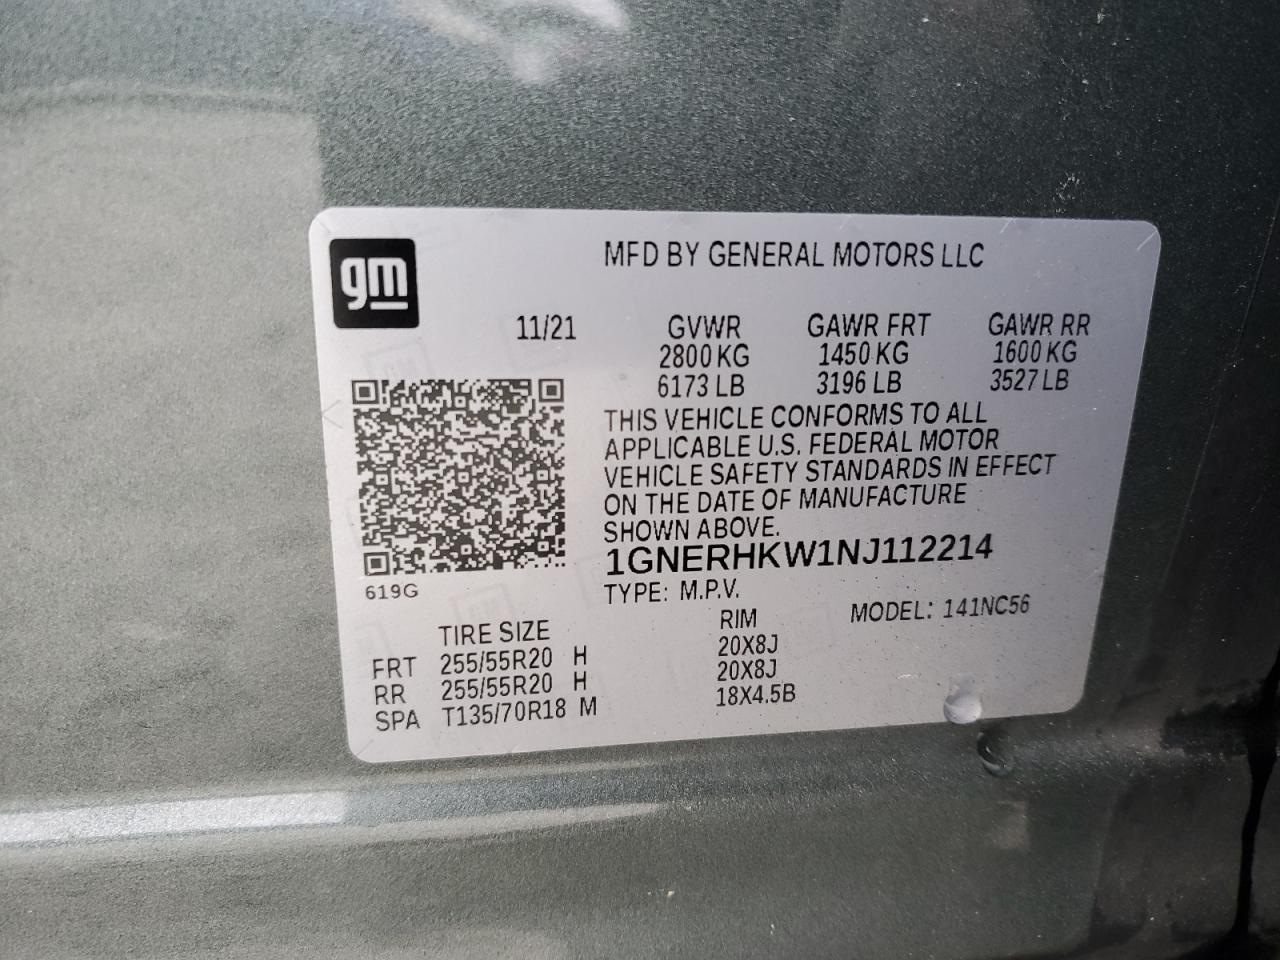 gm
MFD BY GENERAL MOTORS LLC
11/21 GVWR GAWR FRT GAWR RR
2800 KG 1450 KG 1600 KG
6173 LB 3196 LB 3527 LB
THIS VEHICLE CONFORMS TO ALL
APPLICABLE U.S. FEDERAL MOTOR
VEHICLE SAFETY STANDARDS IN EFFECT
ON THE DATE OF MANUFACTURE
SHOWN ABOVE.
1GNERHKW1NJ112214
619G
TYPE: M.P.V.
MODEL: 141NC56
TIRE SIZE RIM
FRT 255/55R20 H 20X8J
RR 255/55R20 H 20X8J
SPA T135/70R18 M 18X4.5B